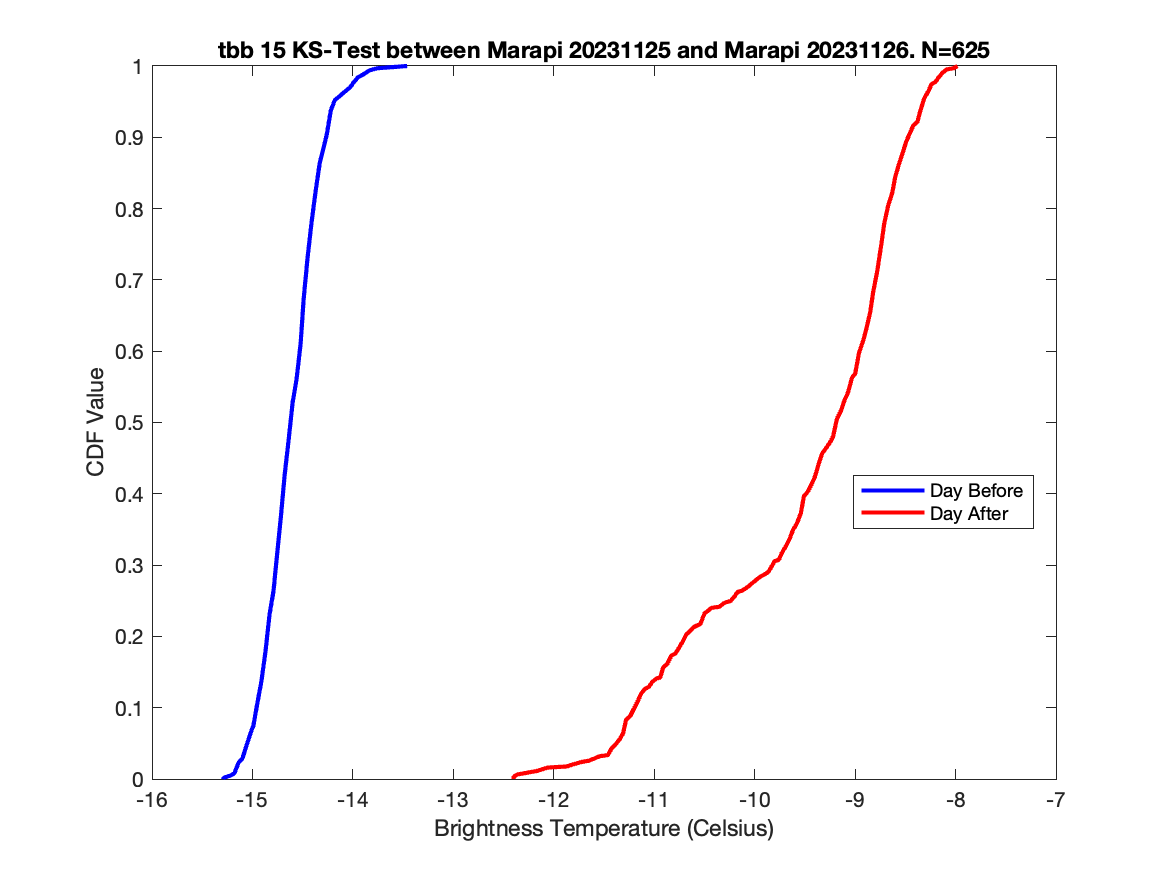 tbb 15 KS-Test between Marapi 20231125 and Marapi 20231126. N=625
1
0.9
0.8
0.7
0.6
0.5
0.4
0.3
0.2
0.1
0
CDF Value
Day Before
Day After
-16 -15 -14 -13 -12 -11 -10 -9 -8 -7
Brightness Temperature (Celsius)